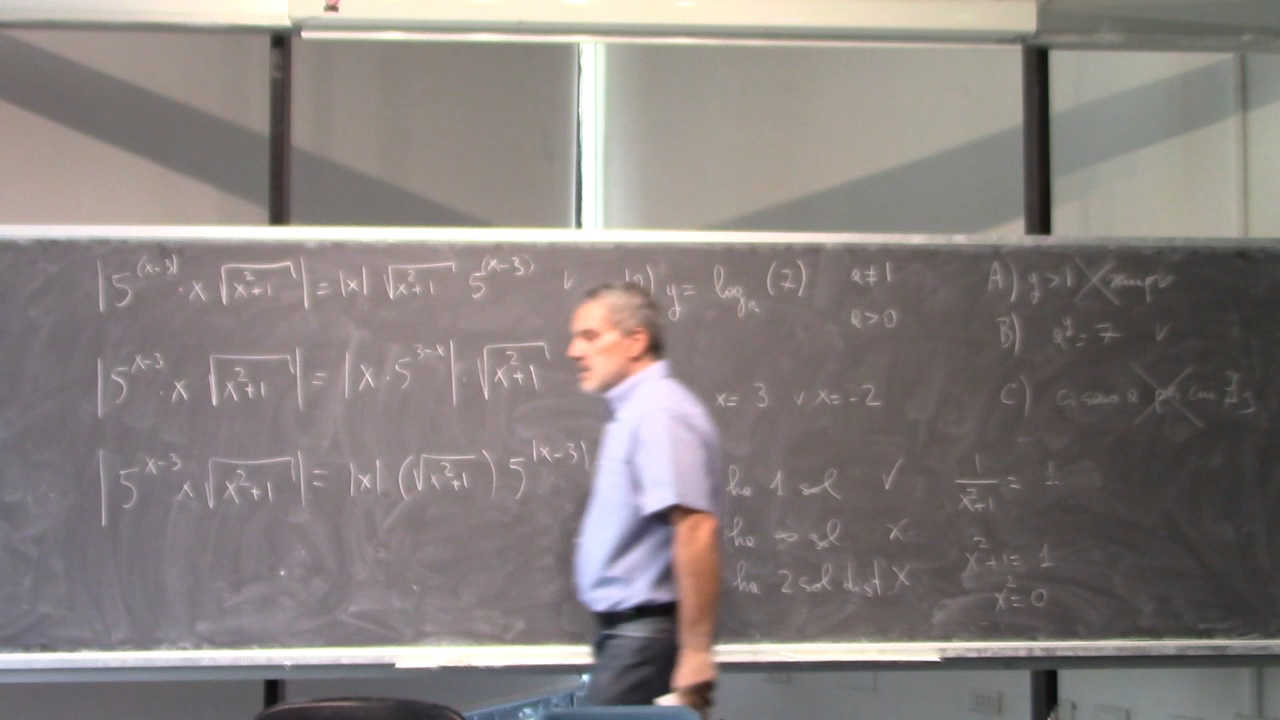 |5^(x-3) · x √(x²+1)| = |x| √(x²+1) 5^(x-3) v
y = log_a (7) a≠1
a>0
A) y>1 sempre
B) a^y = 7 v
|5^(x-3) · x √(x²+1)| = |x · 5^(3-x)| · √(x²+1)
x = 3 v x = -2
C)
|5^(x-3) x √(x²+1)| = |x| (√(x²+1)) 5^|x-3|
ha 1 sol ✓
ha ∞ sol x
ha 2 sol dist. X
1/(x²+1) = 1
x²+1 = 1
x² = 0